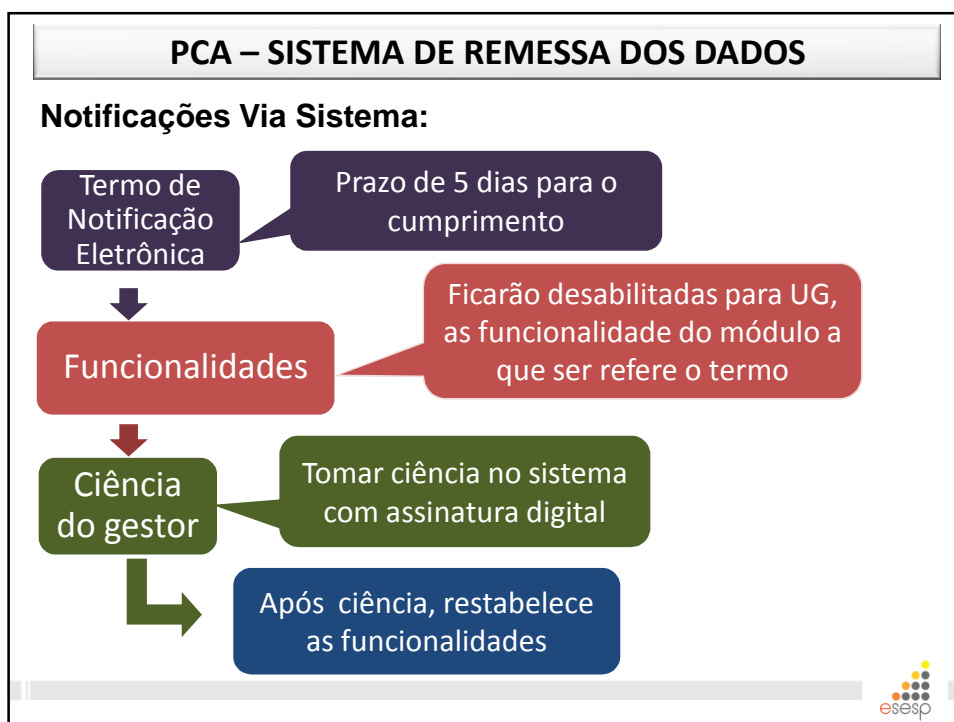 PCA – SISTEMA DE REMESSA DOS DADOS
Notificações Via Sistema:
Termo de
Notificação
Eletrônica
Prazo de 5 dias para o
cumprimento
Funcionalidades
Ficarão desabilitadas para UG,
as funcionalidade do módulo a
que ser refere o termo
Ciência
do gestor
Tomar ciência no sistema
com assinatura digital
Após ciência, restabelece
as funcionalidades
esesp